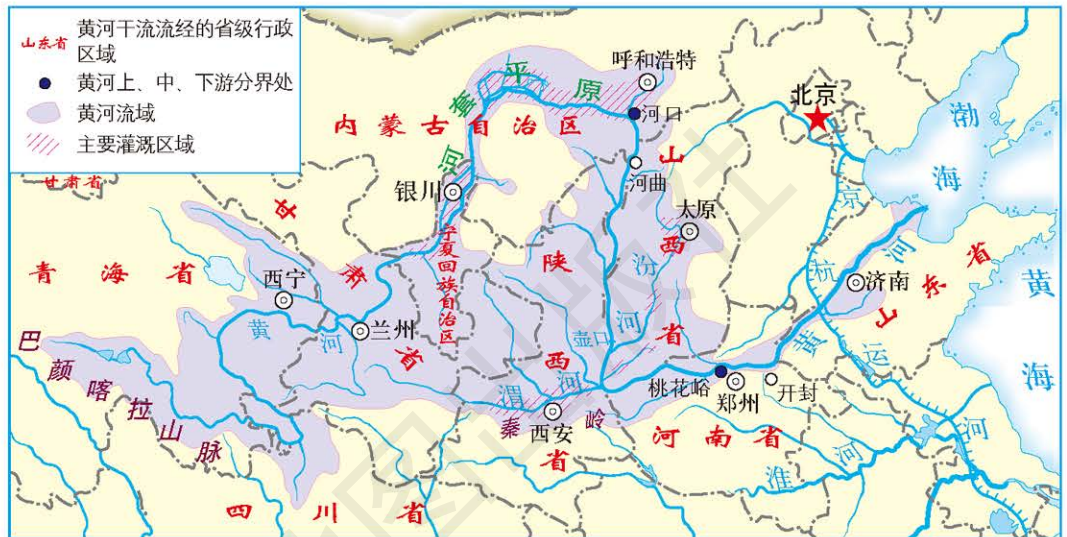 山东省 黄河干流流经的省级行政
区域
黄河上、中、下游分界处
黄河流域
主要灌溉区域
呼和浩特
河套平原
北京
渤海
内蒙古自治区
河口
山西省
甘肃省
河曲
银川
太原
京杭运河
甘肃省
宁夏回族自治区
陕西省
汾河
黄河
青海省
西宁
济南
山东省
黄海
兰州
黄河
壶口
巴颜喀拉山脉
渭河
桃花峪
郑州
开封
西安
秦岭
河南省
淮河
四川省
图出版社